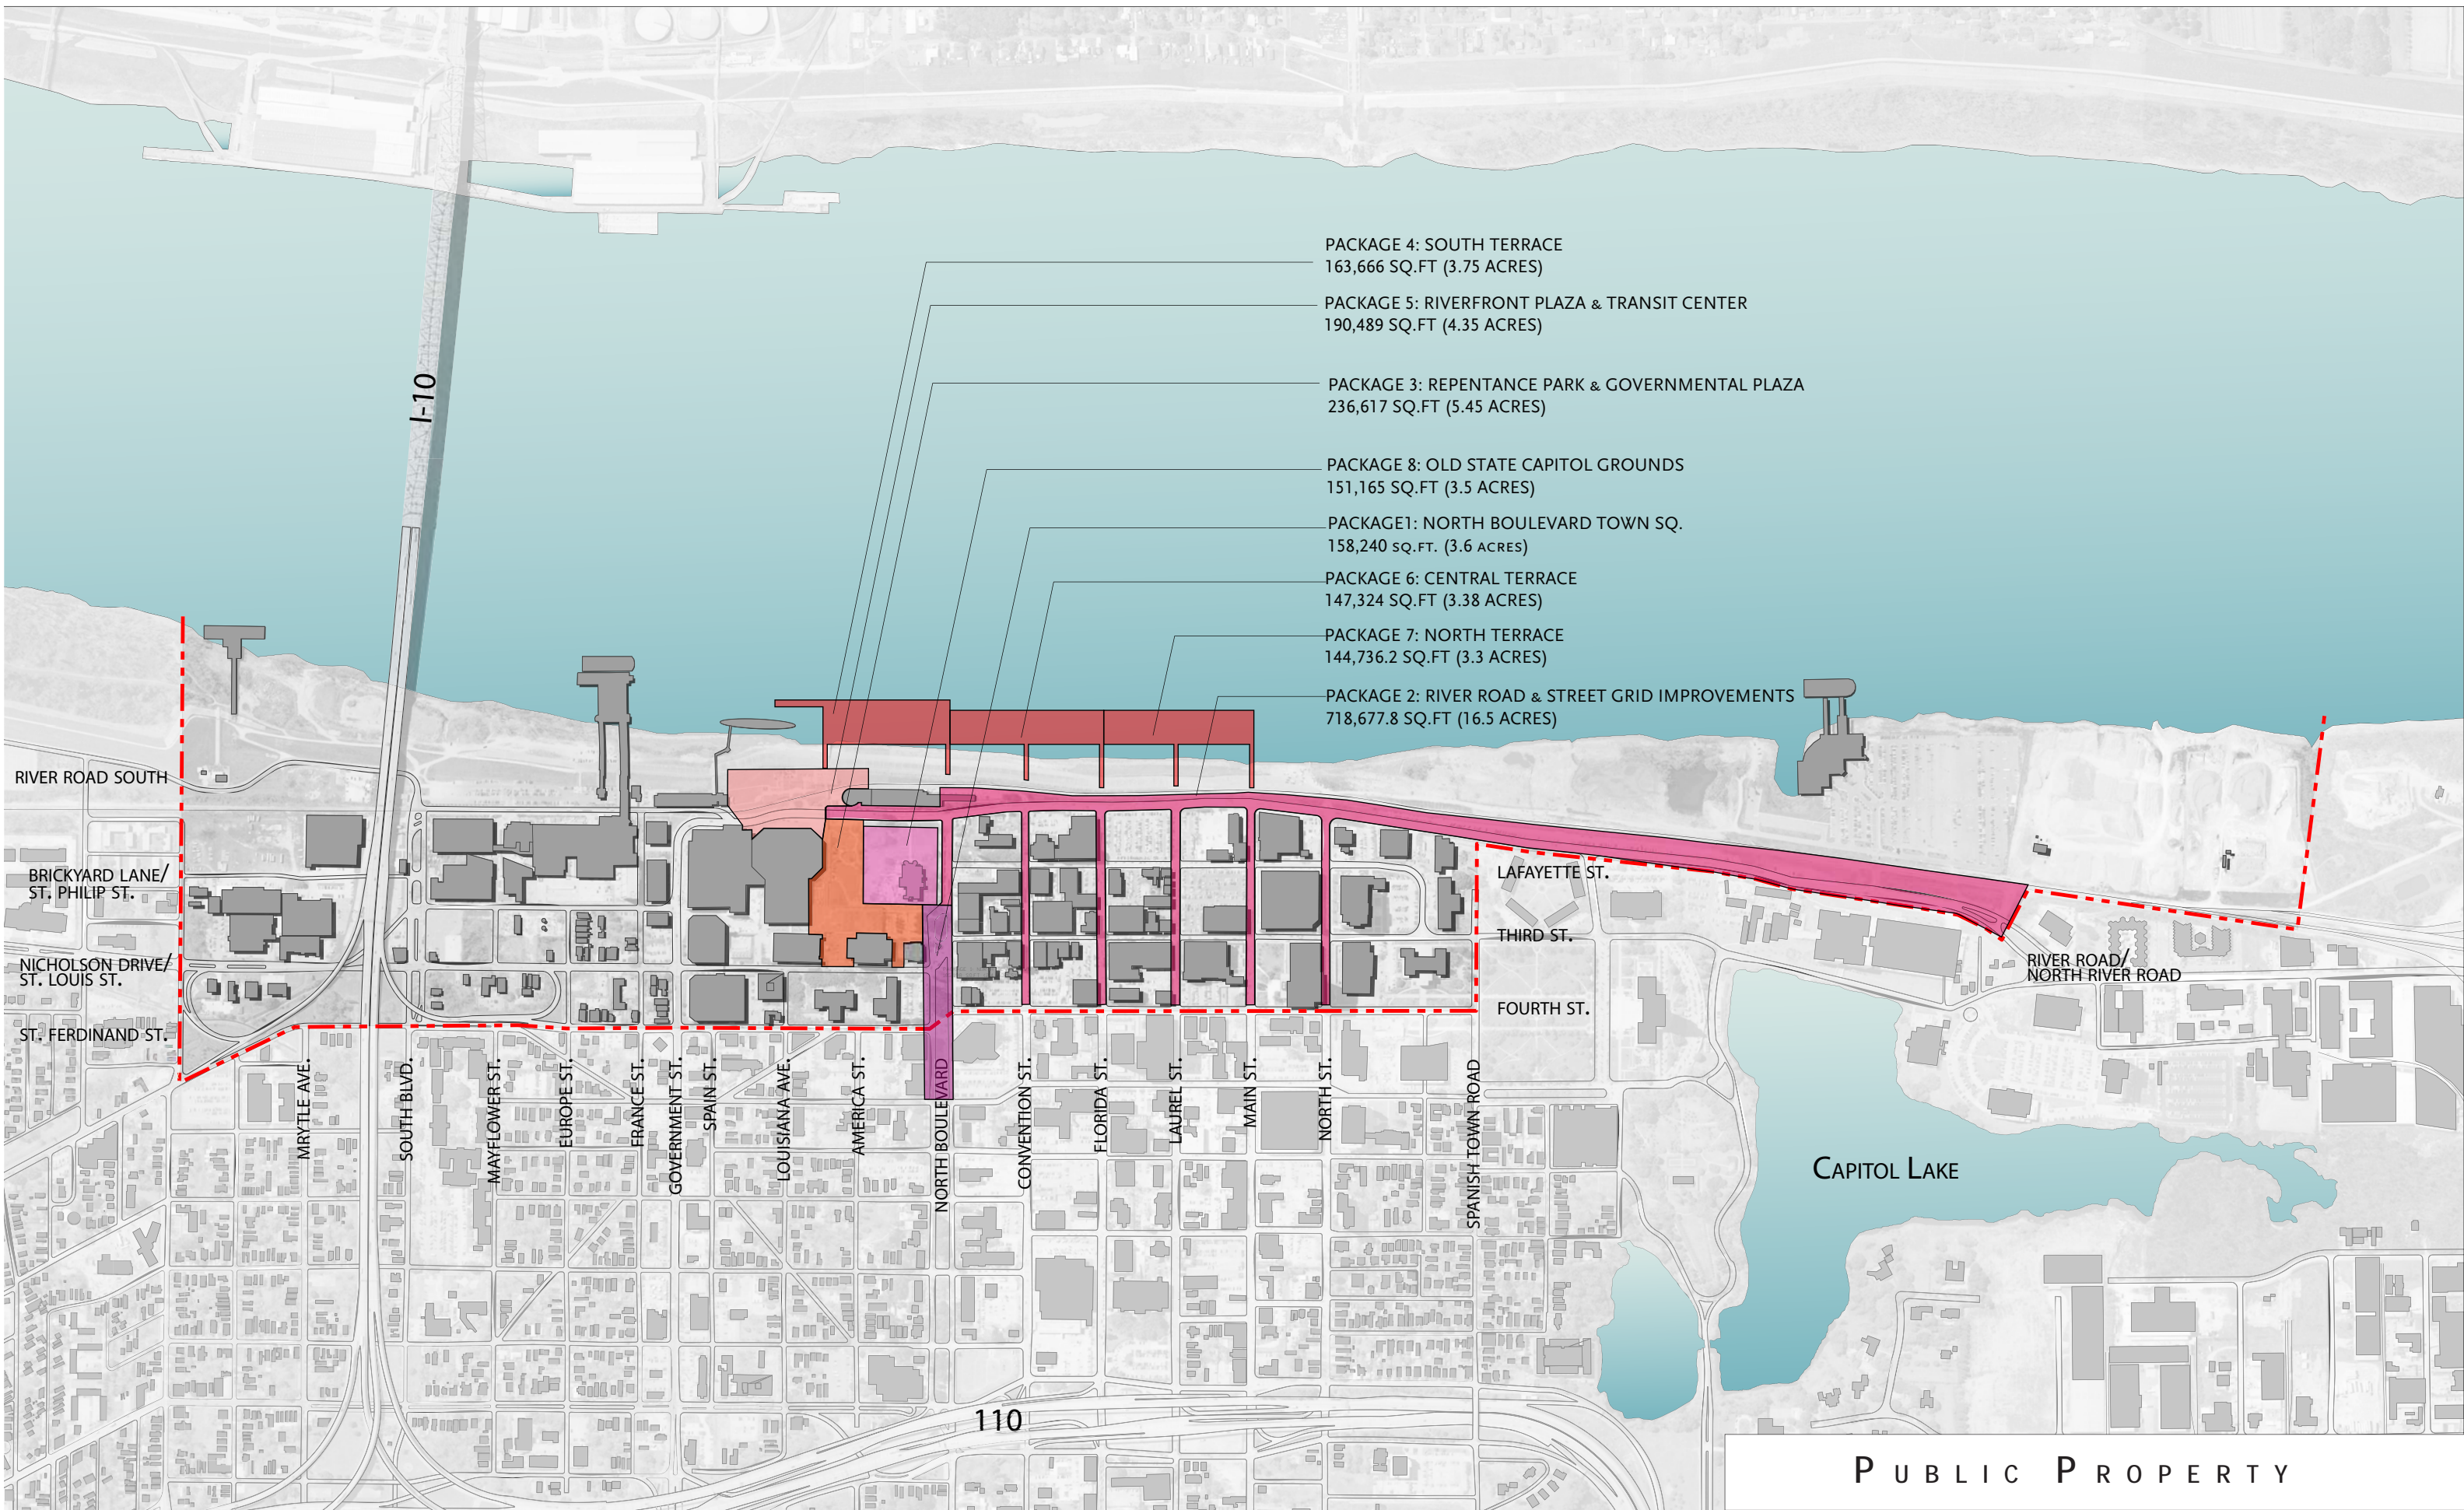 PACKAGE 4: SOUTH TERRACE
163,666 SQ.FT (3.75 ACRES)
PACKAGE 5: RIVERFRONT PLAZA & TRANSIT CENTER
190,489 SQ.FT (4.35 ACRES)
I-10
PACKAGE 3: REPENTANCE PARK & GOVERNMENTAL PLAZA
236,617 SQ.FT (5.45 ACRES)
PACKAGE 8: OLD STATE CAPITOL GROUNDS
151,165 SQ.FT (3.5 ACRES)
PACKAGE1: NORTH BOULEVARD TOWN SQ.
158,240 SQ.FT. (3.6 ACRES)
PACKAGE 6: CENTRAL TERRACE
147,324 SQ.FT (3.38 ACRES)
PACKAGE 7: NORTH TERRACE
144,736.2 SQ.FT (3.3 ACRES)
PACKAGE 2: RIVER ROAD & STREET GRID IMPROVEMENTS
718,677.8 SQ.FT (16.5 ACRES)
RIVER ROAD SOUTH
BRICKYARD LANE/
ST. PHILIP ST.
NICHOLSON DRIVE/
ST. LOUIS ST.
ST. FERDINAND ST.
LAFAYETTE ST.
THIRD ST.
FOURTH ST.
RIVER ROAD/
NORTH RIVER ROAD
MRYTLE AVE.
SOUTH BLVD.
MAYFLOWER ST.
EUROPE ST.
FRANCE ST.
GOVERNMENT ST.
SPAIN ST.
LOUISIANA AVE.
AMERICA ST.
NORTH BOULEVARD
CONVENTION ST.
FLORIDA ST.
LAUREL ST.
MAIN ST.
NORTH ST.
SPANISH TOWN ROAD
CAPITOL LAKE
110
PUBLIC PROPERTY